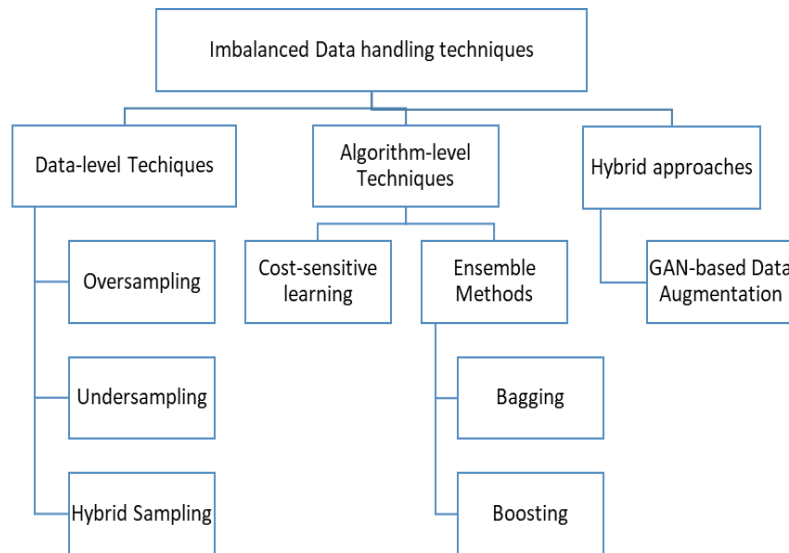 Imbalanced Data handling techniques
Data-level Techiques
Algorithm-level
Techniques
Hybrid approaches
Oversampling
Cost-sensitive
learning
Ensemble
Methods
GAN-based Data
Augmentation
Undersampling
Bagging
Hybrid Sampling
Boosting